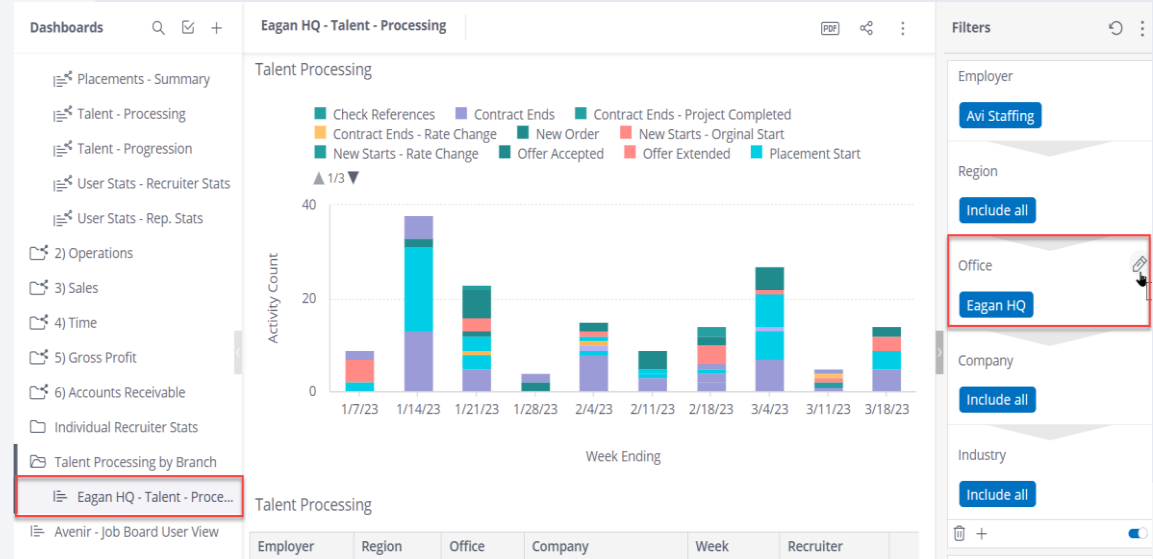 Dashboards
Placements - Summary
Talent - Processing
Talent - Progression
User Stats - Recruiter Stats
User Stats - Rep. Stats
2) Operations
3) Sales
4) Time
5) Gross Profit
6) Accounts Receivable
Individual Recruiter Stats
Talent Processing by Branch
Eagan HQ - Talent - Proce...
Avenir - Job Board User View
Eagan HQ - Talent - Processing
PDF
Talent Processing
Check References Contract Ends Contract Ends - Project Completed
Contract Ends - Rate Change New Order New Starts - Orginal Start
New Starts - Rate Change Offer Accepted Offer Extended Placement Start
1/3
40
20
0
Activity Count
1/7/23 1/14/23 1/21/23 1/28/23 2/4/23 2/11/23 2/18/23 3/4/23 3/11/23 3/18/23
Week Ending
Talent Processing
Employer Region Office Company Week Recruiter
Filters
Employer
Avi Staffing
Region
Include all
Office
Eagan HQ
Company
Include all
Industry
Include all